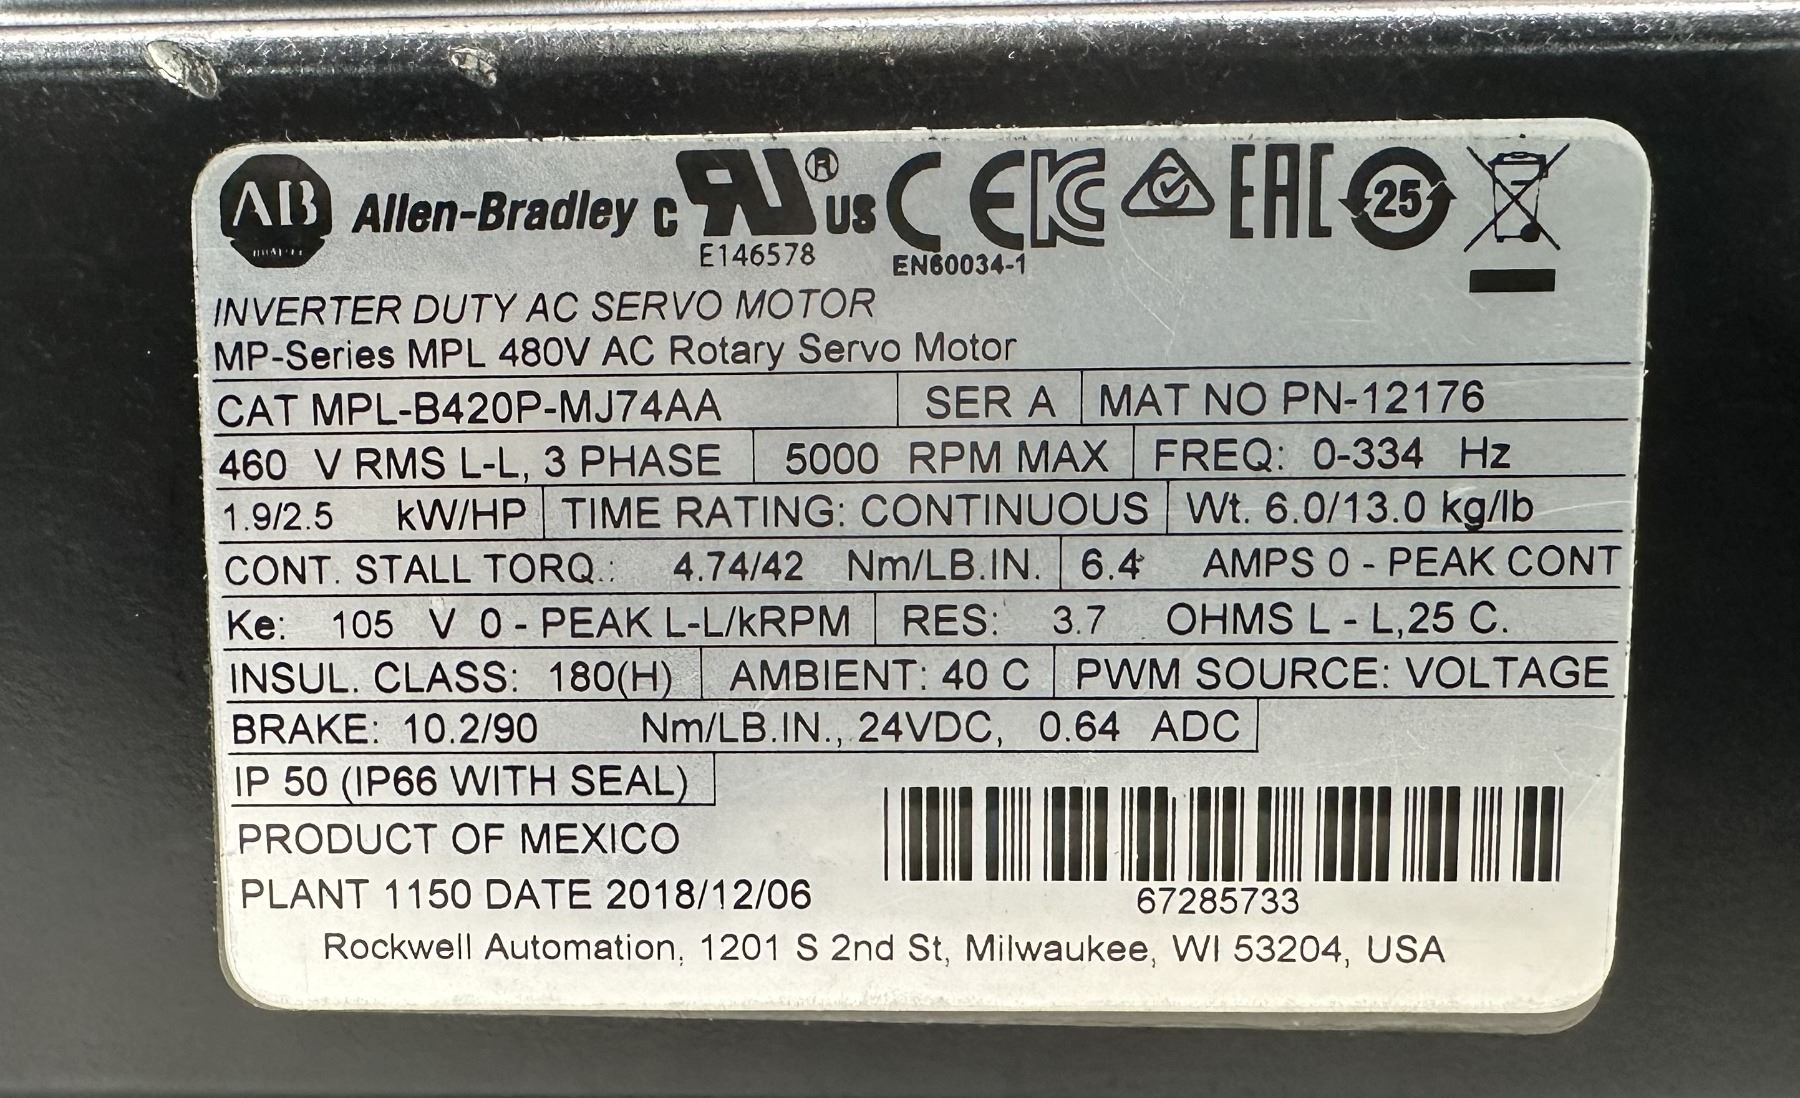 AB Allen-Bradley c RU® US CE KC EAC 25
E146578 EN60034-1
INVERTER DUTY AC SERVO MOTOR
MP-Series MPL 480V AC Rotary Servo Motor
CAT MPL-B420P-MJ74AA SER A MAT NO PN-12176
460 V RMS L-L, 3 PHASE 5000 RPM MAX FREQ: 0-334 Hz
1.9/2.5 kW/HP TIME RATING: CONTINUOUS Wt. 6.0/13.0 kg/lb
CONT. STALL TORQ.: 4.74/42 Nm/LB.IN. 6.4 AMPS 0 - PEAK CONT
Ke: 105 V 0 - PEAK L-L/kRPM RES: 3.7 OHMS L - L,25 C.
INSUL. CLASS: 180(H) AMBIENT: 40 C PWM SOURCE: VOLTAGE
BRAKE: 10.2/90 Nm/LB.IN., 24VDC, 0.64 ADC
IP 50 (IP66 WITH SEAL)
PRODUCT OF MEXICO
PLANT 1150 DATE 2018/12/06
67285733
Rockwell Automation, 1201 S 2nd St, Milwaukee, WI 53204, USA